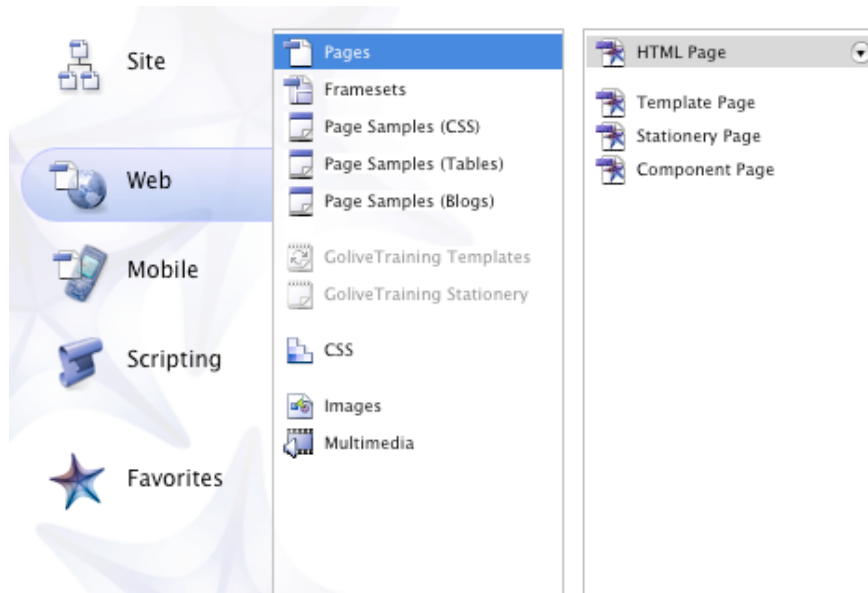 Site
Web
Mobile
Scripting
Favorites
Pages
Framesets
Page Samples (CSS)
Page Samples (Tables)
Page Samples (Blogs)
GoliveTraining Templates
GoliveTraining Stationery
CSS
Images
Multimedia
HTML Page
Template Page
Stationery Page
Component Page